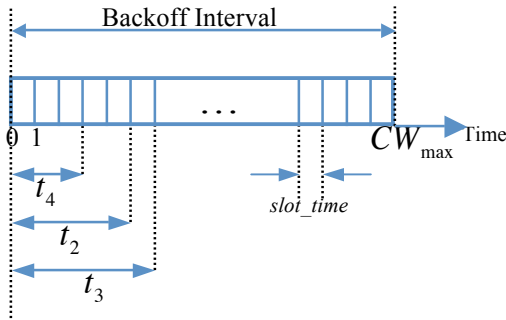 Backoff Interval
...
0 1 CW_max Time
t_4
slot_time
t_2
t_3